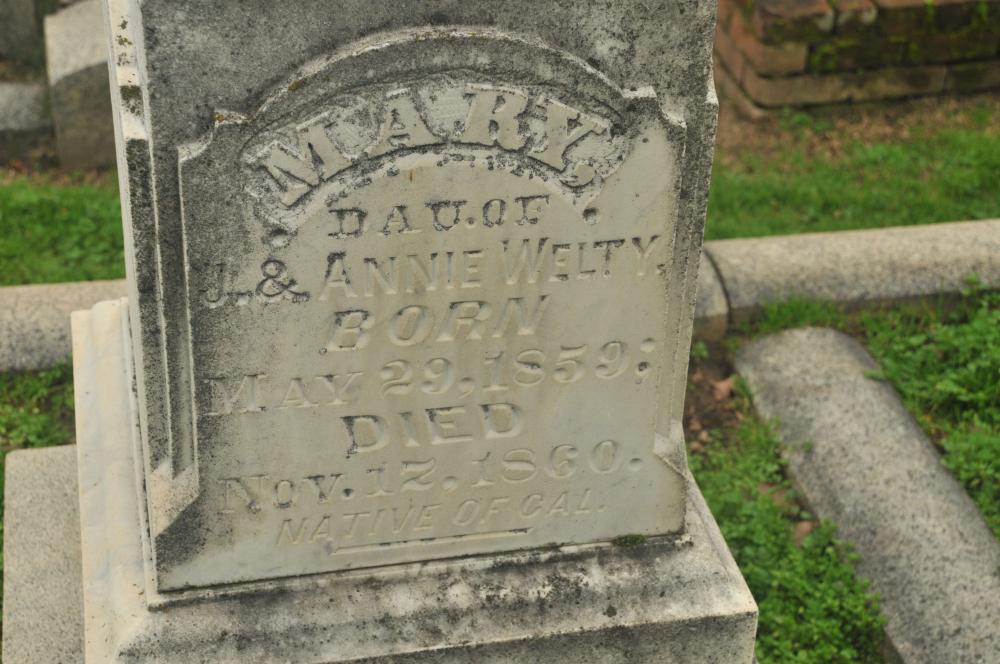 MARY,
DAU. OF
J. & ANNIE WELTY.
BORN
MAY 29, 1859;
DIED
NOV. 12, 1860.
NATIVE OF CAL.